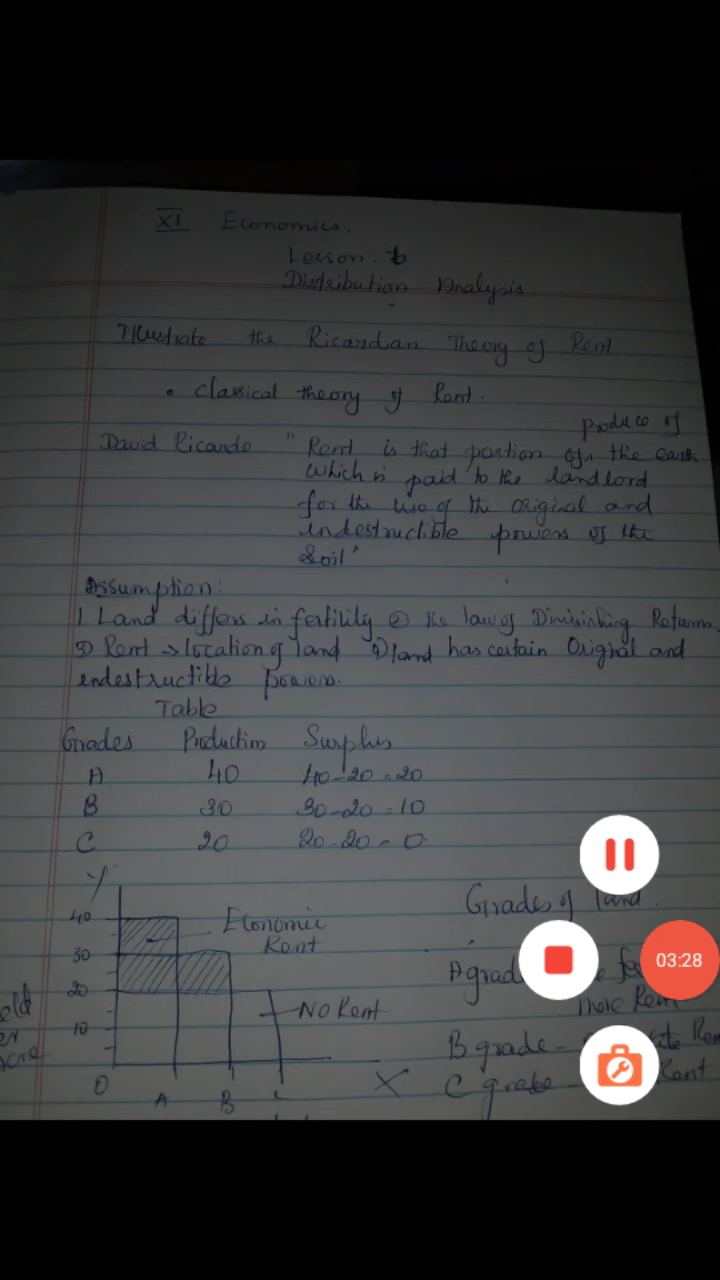 XI Economics.
Lesson. 6
Distribution Analysis
Illustrate the Ricardian Theory of Rent.
• Classical theory of Rent.
produce of
David Ricardo " Rent is that portion of the earth
which is paid to the landlord
for the use of the original and
indestructible powers of the
Soil"
Assumption:
1 Land differs in fertility ② the law of Diminishing Returns
3) Rent → location of land 4) land has certain Original and
endestructible powers.
Table
Grades Production Surplus
A 40 40-20=20
B 30 30-20=10
C 20 20-20=0
Y
40
30
20
10
0
Economic
Rent
No Rent
A B
X
Grades of land.
A grade
more Rent
B grade -
C grade - Rent
03:28